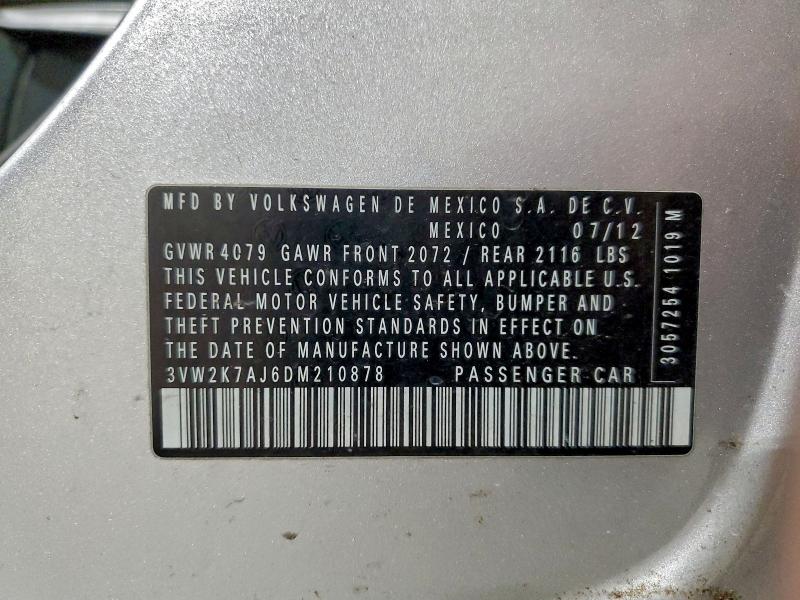 MFD BY VOLKSWAGEN DE MEXICO S.A. DE C.V.
MEXICO 07/12
GVWR 4079 GAWR FRONT 2072 / REAR 2116 LBS
THIS VEHICLE CONFORMS TO ALL APPLICABLE U.S.
FEDERAL MOTOR VEHICLE SAFETY, BUMPER AND
THEFT PREVENTION STANDARDS IN EFFECT ON
THE DATE OF MANUFACTURE SHOWN ABOVE.
3VW2K7AJ6DM210878 PASSENGER CAR
3057254 1019 M